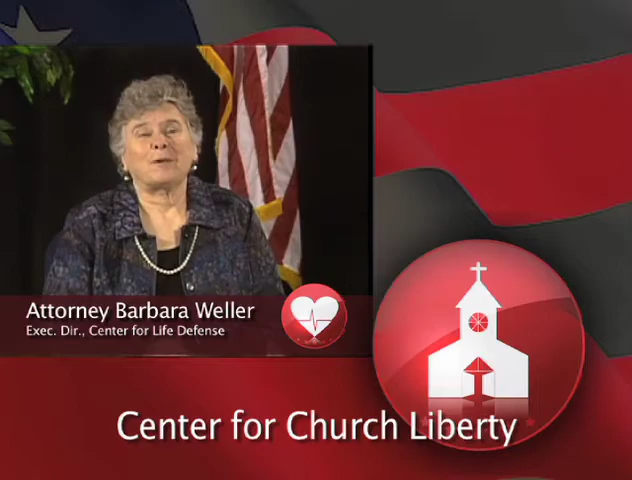 Attorney Barbara Weller
Exec. Dir., Center for Life Defense
Center for Church Liberty